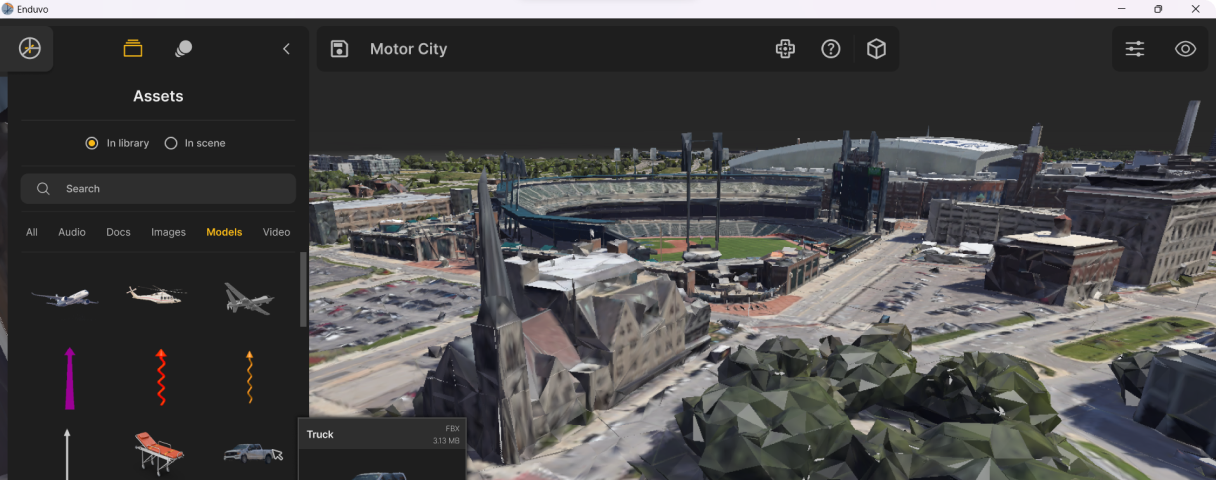 Enduvo
Motor City
Assets
In library
In scene
Search
All
Audio
Docs
Images
Models
Video
Truck
FBX
3.13 MB